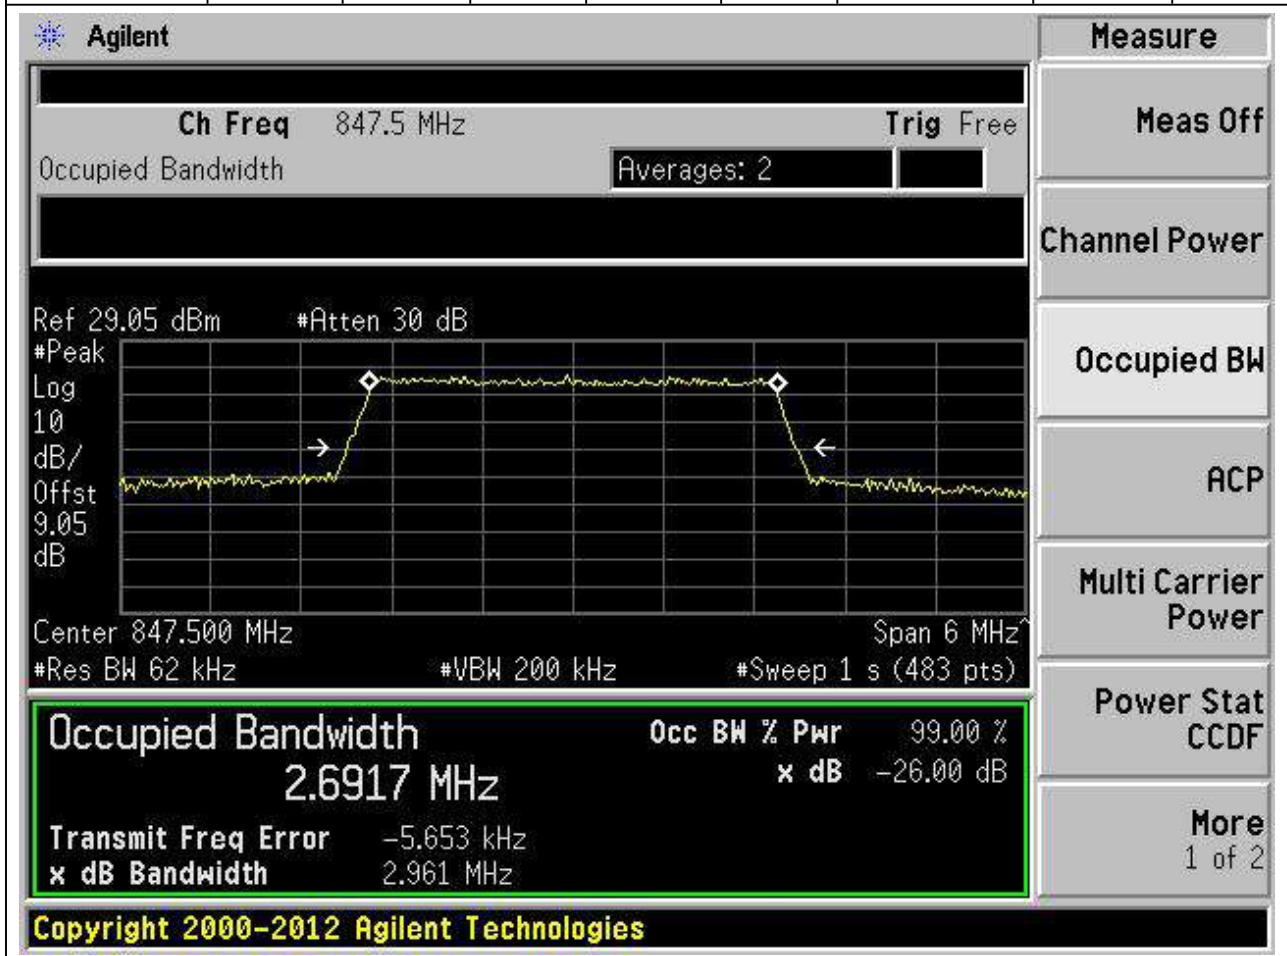 Agilent
Measure
Ch Freq 847.5 MHz Trig Free
Meas Off
Occupied Bandwidth Averages: 2
Channel Power
Ref 29.05 dBm #Atten 30 dB
#Peak
Log
10
dB/
Offst
9.05
dB
Occupied BW
ACP
Multi Carrier
Power
Center 847.500 MHz Span 6 MHz^
#Res BW 62 kHz #VBW 200 kHz #Sweep 1 s (483 pts)
Power Stat
CCDF
Occupied Bandwidth Occ BW % Pwr 99.00 %
2.6917 MHz x dB -26.00 dB
Transmit Freq Error -5.653 kHz
x dB Bandwidth 2.961 MHz
More
1 of 2
Copyright 2000-2012 Agilent Technologies